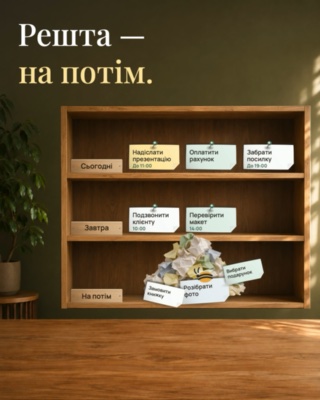 Решта —
на потім.
Сьогодні
Надіслати
презентацію
До 11:00
Оплатити
рахунок
Забрати
посилку
До 19:00
Завтра
Подзвонити
клієнту
10:00
Перевірити
макет
14:00
На потім
Замовити
книжку
Розібрати
фото
Вибрати
подарунок